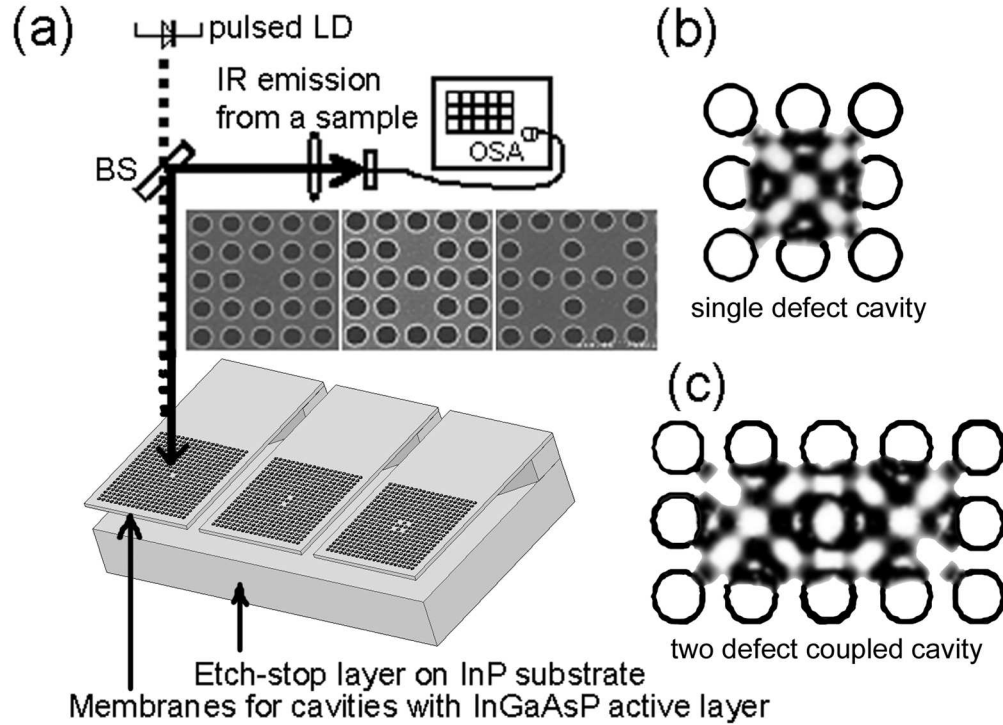 (a)
pulsed LD
IR emission
from a sample
BS
OSA
Etch-stop layer on InP substrate
Membranes for cavities with InGaAsP active layer
(b)
single defect cavity
(c)
two defect coupled cavity